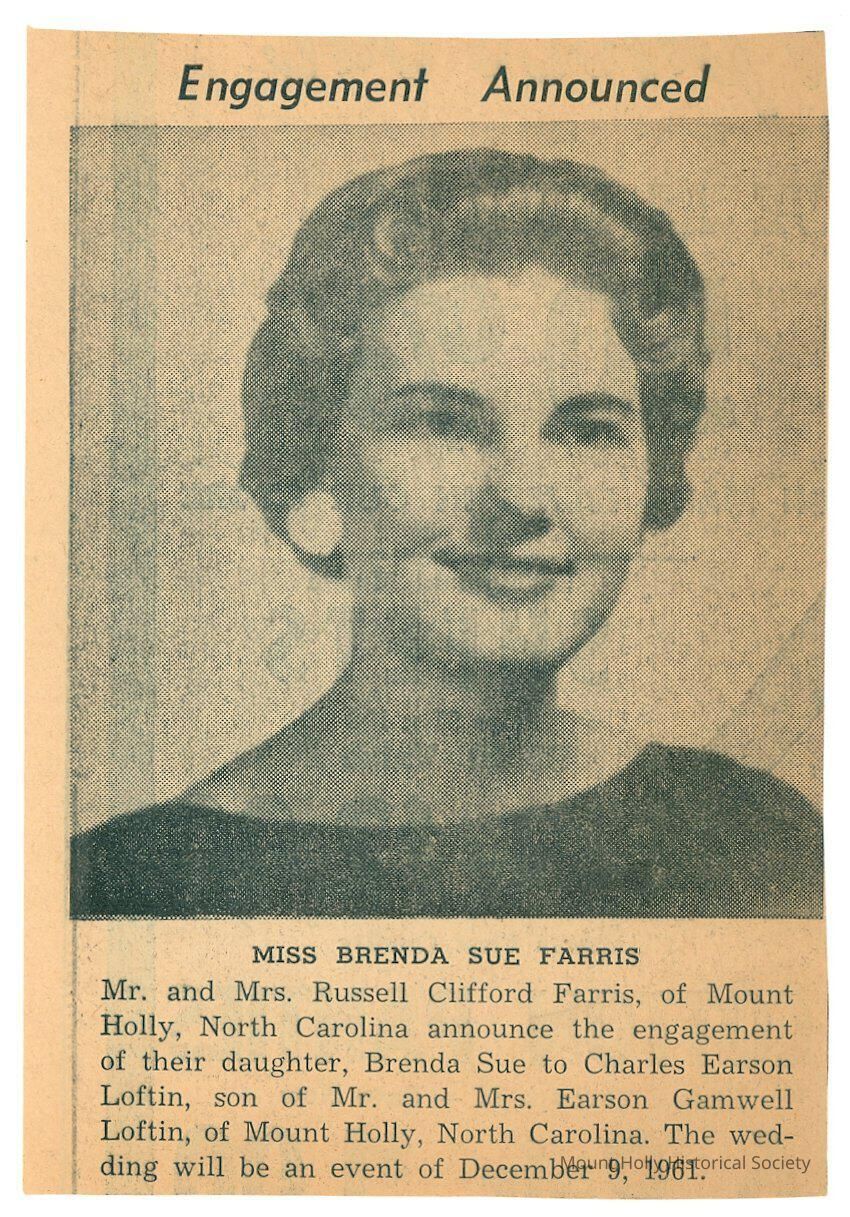 Engagement Announced
MISS BRENDA SUE FARRIS
Mr. and Mrs. Russell Clifford Farris, of Mount
Holly, North Carolina announce the engagement
of their daughter, Brenda Sue to Charles Earson
Loftin, son of Mr. and Mrs. Earson Gamwell
Loftin, of Mount Holly, North Carolina. The wed-
ding will be an event of December 9, 1961.
Mount Holly Historical Society